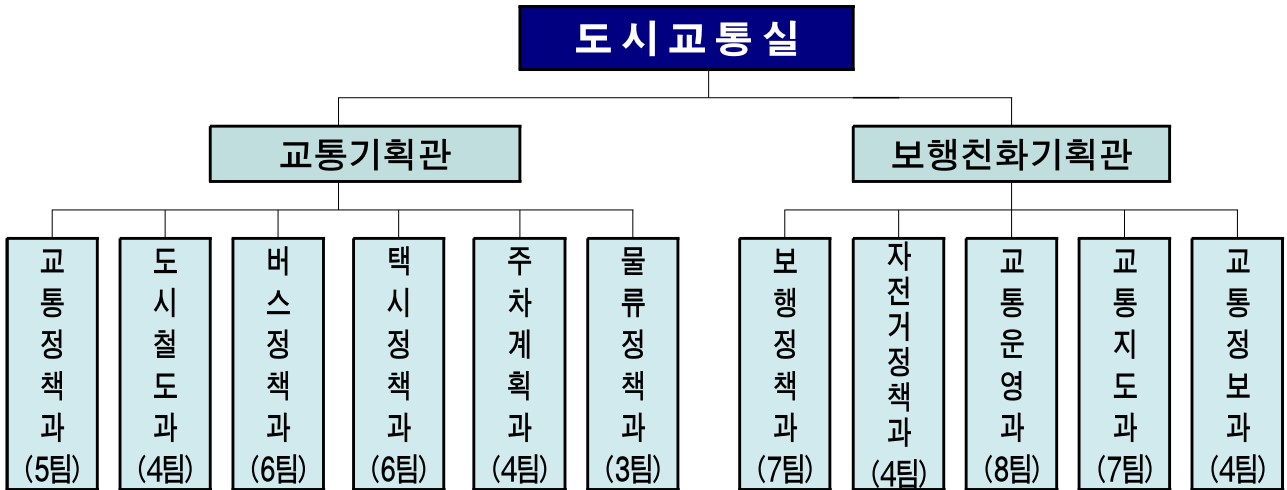 도시교통실
교통기획관
보행친화기획관
교통정책과
(5팀)
도시철도과
(4팀)
버스정책과
(6팀)
택시정책과
(6팀)
주차계획과
(4팀)
물류정책과
(3팀)
보행정책과
(7팀)
자전거정책과
(4팀)
교통운영과
(8팀)
교통지도과
(7팀)
교통정보과
(4팀)